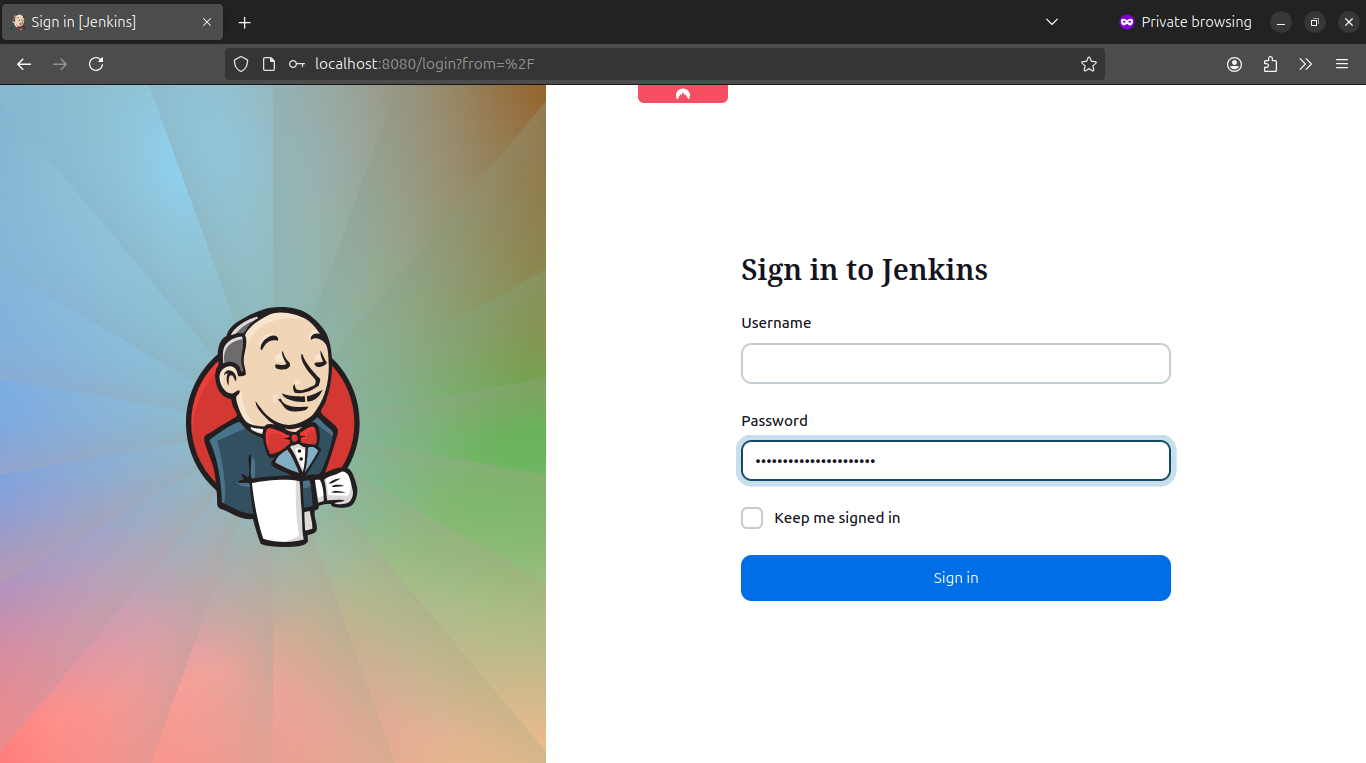 Sign in [Jenkins]
Private browsing
localhost:8080/login?from=%2F
Sign in to Jenkins
Username
Password
••••••••••••••••••••••
Keep me signed in
Sign in